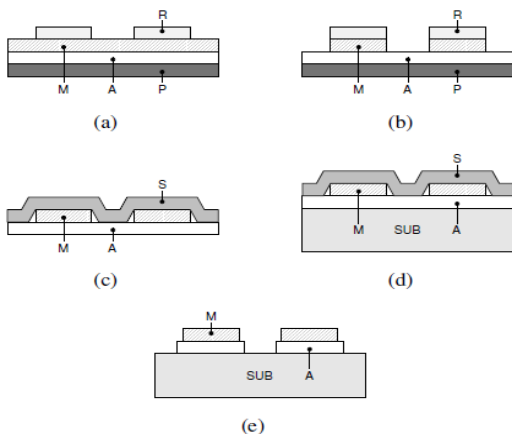 R R
M A P M A P
(a) (b)
S S
M A M SUB A
(c) (d)
M
SUB A
(e)